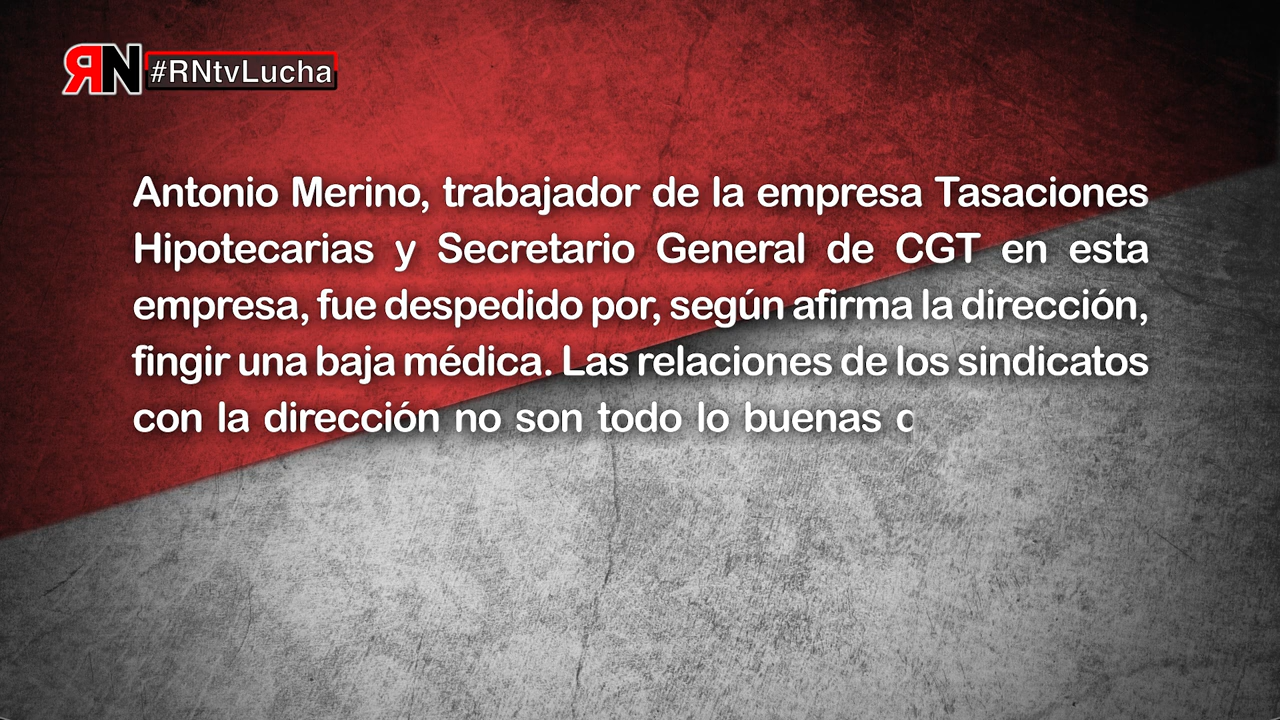 RN #RNtvLucha
Antonio Merino, trabajador de la empresa Tasaciones
Hipotecarias y Secretario General de CGT en esta
empresa, fue despedido por, según afirma la dirección,
fingir una baja médica. Las relaciones de los sindicatos
con la dirección no son todo lo buenas